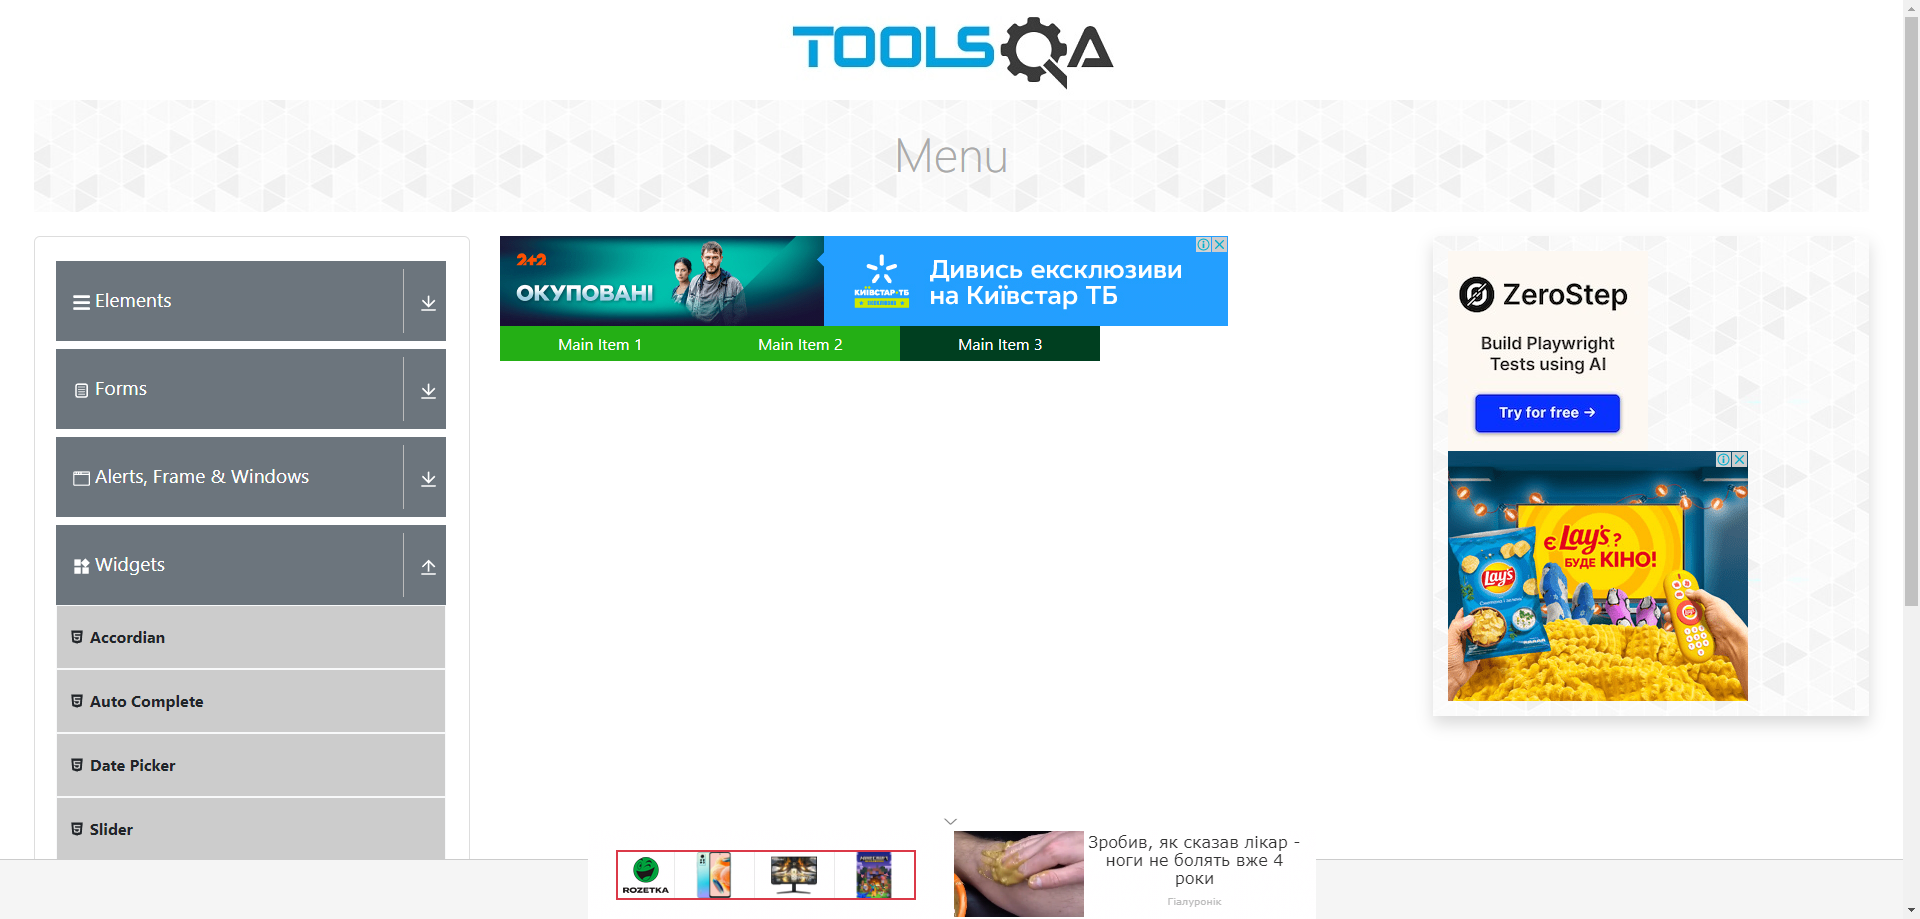 TOOLSQA
Menu
Elements
Forms
Alerts, Frame & Windows
Widgets
Accordian
Auto Complete
Date Picker
Slider
2+2
ОКУПОВАНІ
КИЇВСТАР·ТБ
Дивись ексклюзиви
на Київстар ТБ
Main Item 1
Main Item 2
Main Item 3
ZeroStep
Build Playwright
Tests using AI
Try for free →
Є Lay's?
БУДЕ КІНО!
Lay's
ROZETKA
Зробив, як сказав лікар -
ноги не болять вже 4
роки
Гіалуронік